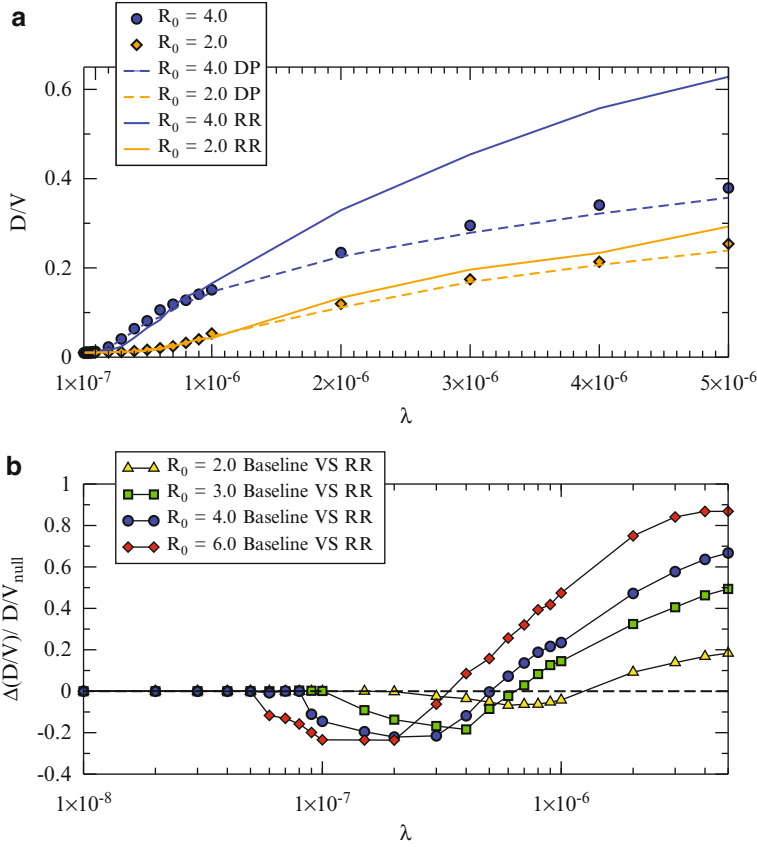 a
R₀ = 4.0
R₀ = 2.0
R₀ = 4.0 DP
R₀ = 2.0 DP
R₀ = 4.0 RR
R₀ = 2.0 RR
D/V
0.6
0.4
0.2
0
1×10⁻⁷
1×10⁻⁶
2×10⁻⁶
3×10⁻⁶
4×10⁻⁶
5×10⁻⁶
λ
b
R₀ = 2.0 Baseline VS RR
R₀ = 3.0 Baseline VS RR
R₀ = 4.0 Baseline VS RR
R₀ = 6.0 Baseline VS RR
Δ(D/V)/ D/Vₙᵤₗₗ
1
0.8
0.6
0.4
0.2
0
-0.2
-0.4
1×10⁻⁸
1×10⁻⁷
1×10⁻⁶
λ